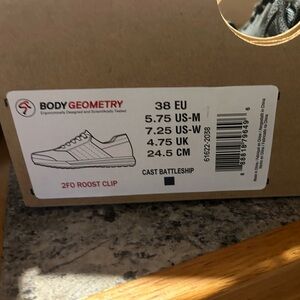 BODY GEOMETRY
Ergonomically Designed and Scientifically Tested
2FO ROOST CLIP
38 EU
5.75 US-M
7.25 US-W
4.75 UK
24.5 CM
CAST BATTLESHIP
61622-2038